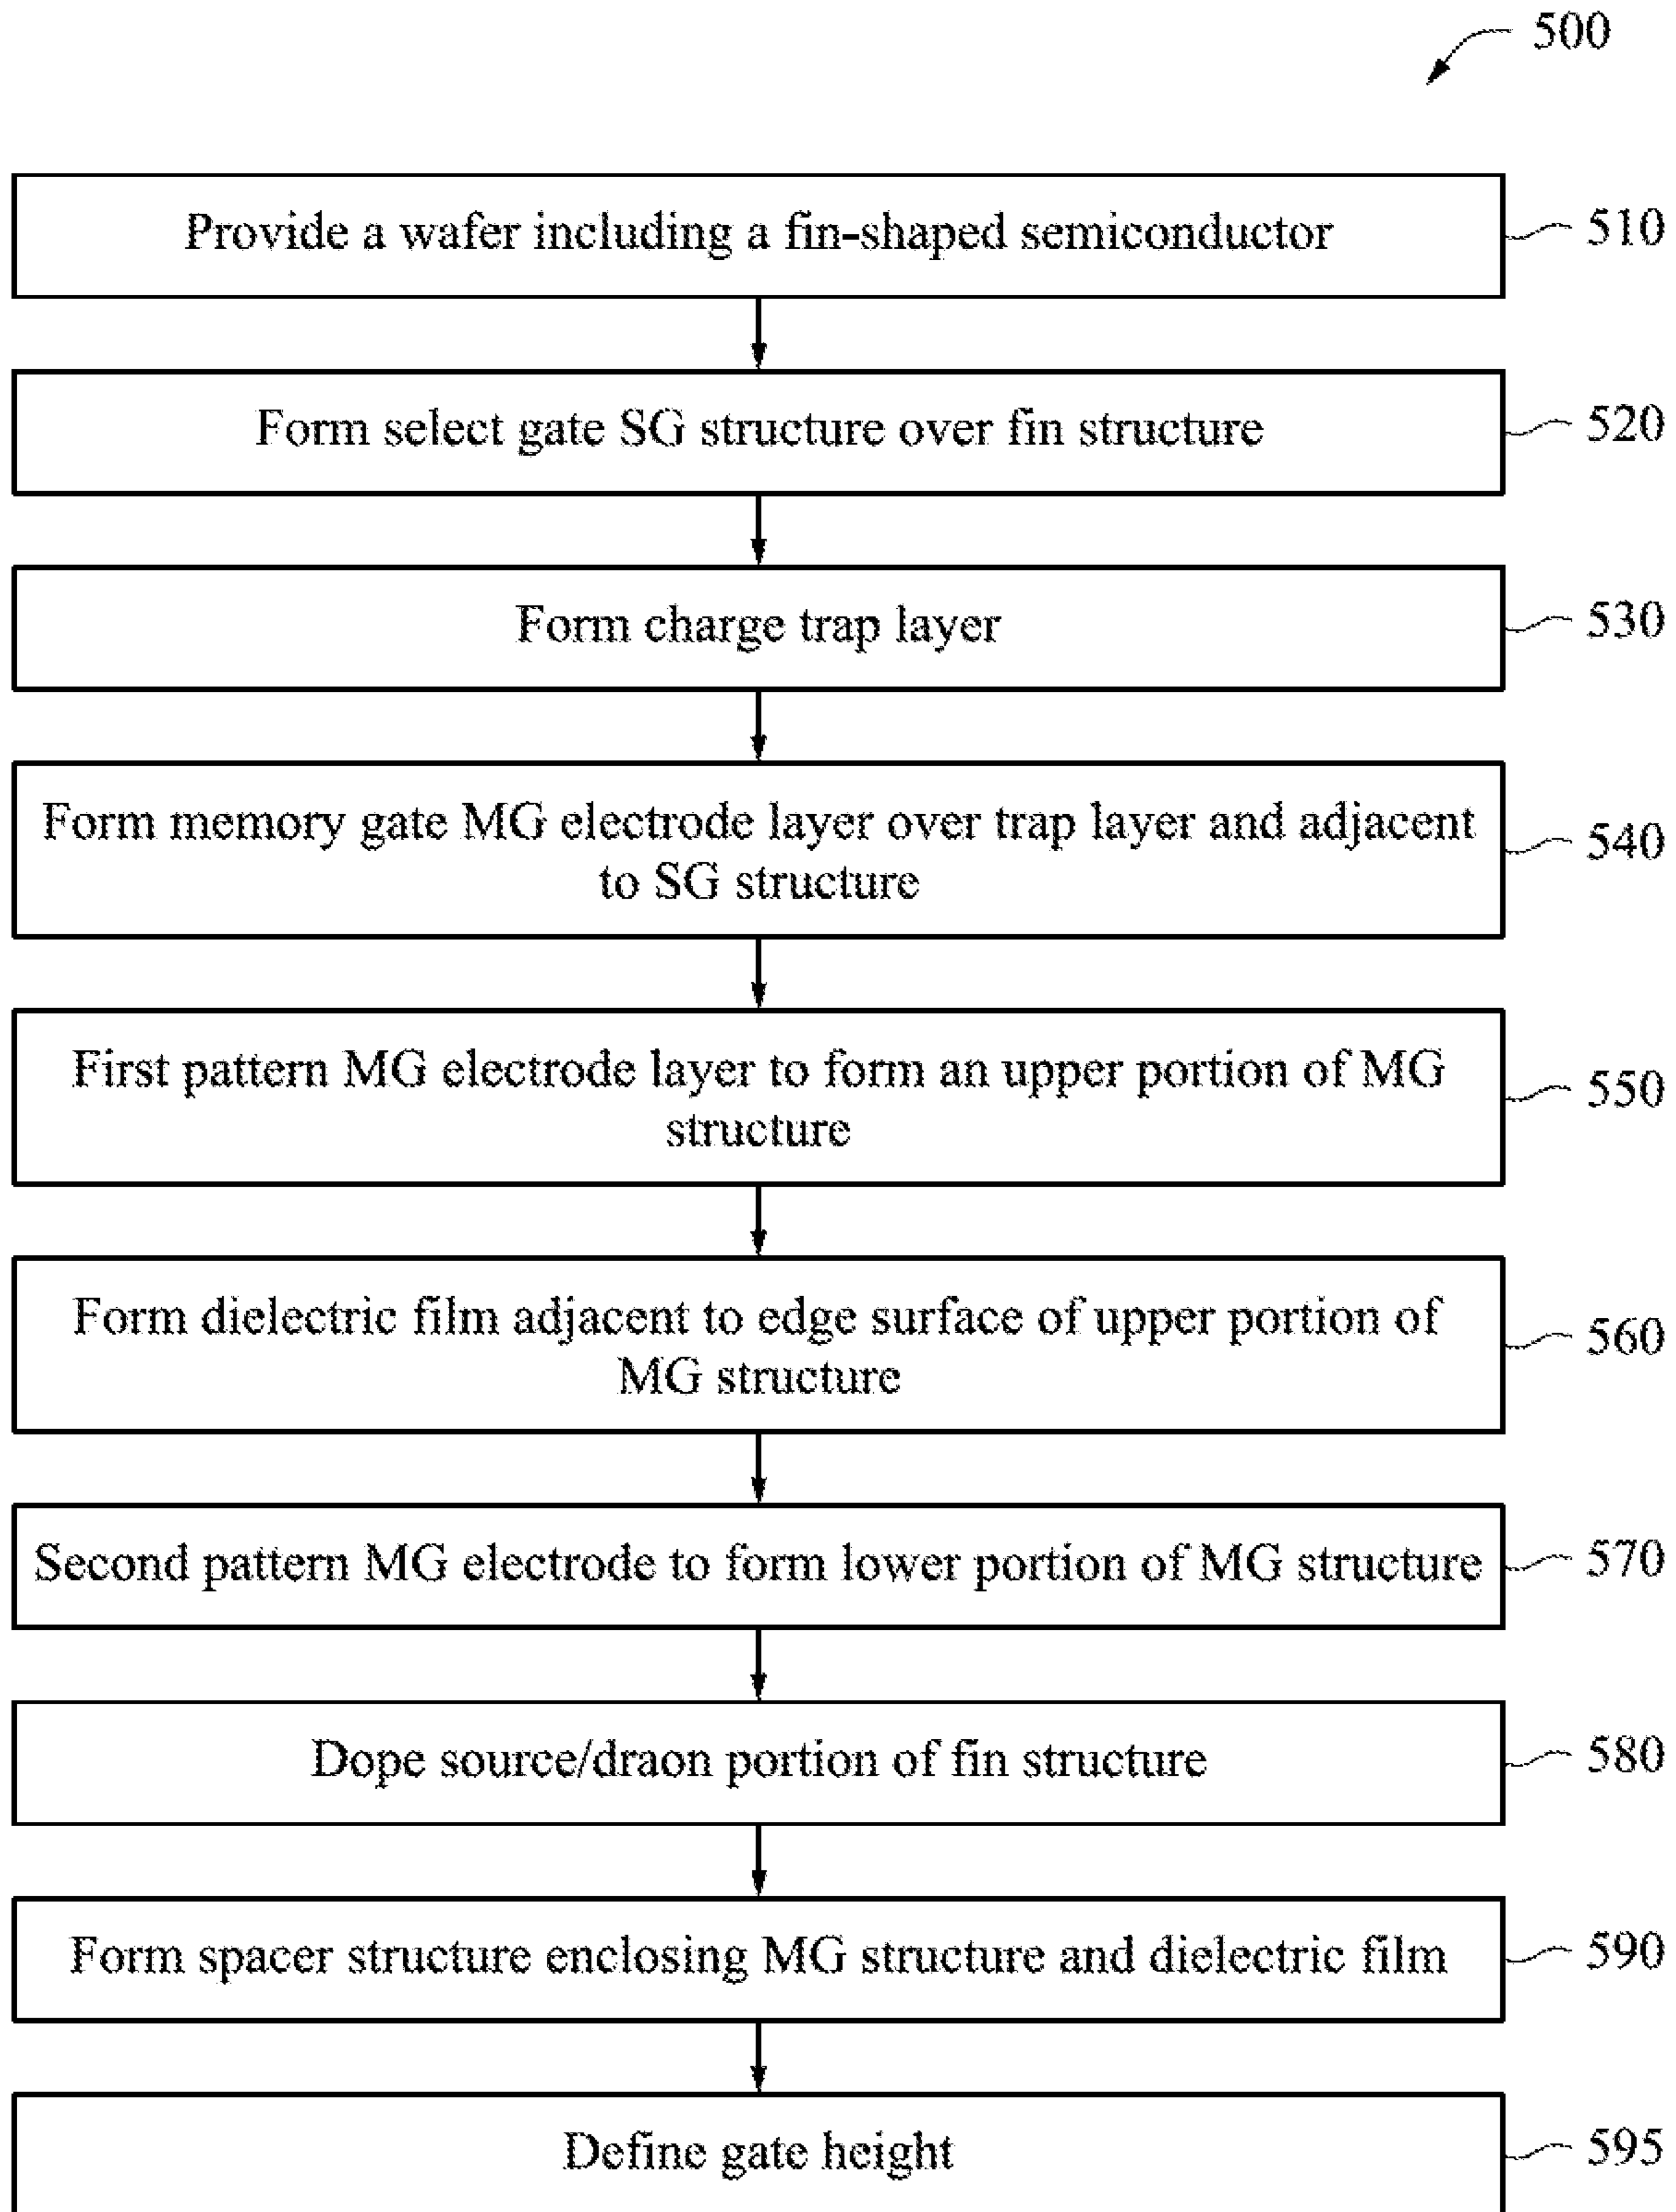 500
Provide a wafer including a fin-shaped semiconductor
510
Form select gate SG structure over fin structure
520
Form charge trap layer
530
Form memory gate MG electrode layer over trap layer and adjacent
to SG structure
540
First pattern MG electrode layer to form an upper portion of MG
structure
550
Form dielectric film adjacent to edge surface of upper portion of
MG structure
560
Second pattern MG electrode to form lower portion of MG structure
570
Dope source/draon portion of fin structure
580
Form spacer structure enclosing MG structure and dielectric film
590
Define gate height
595